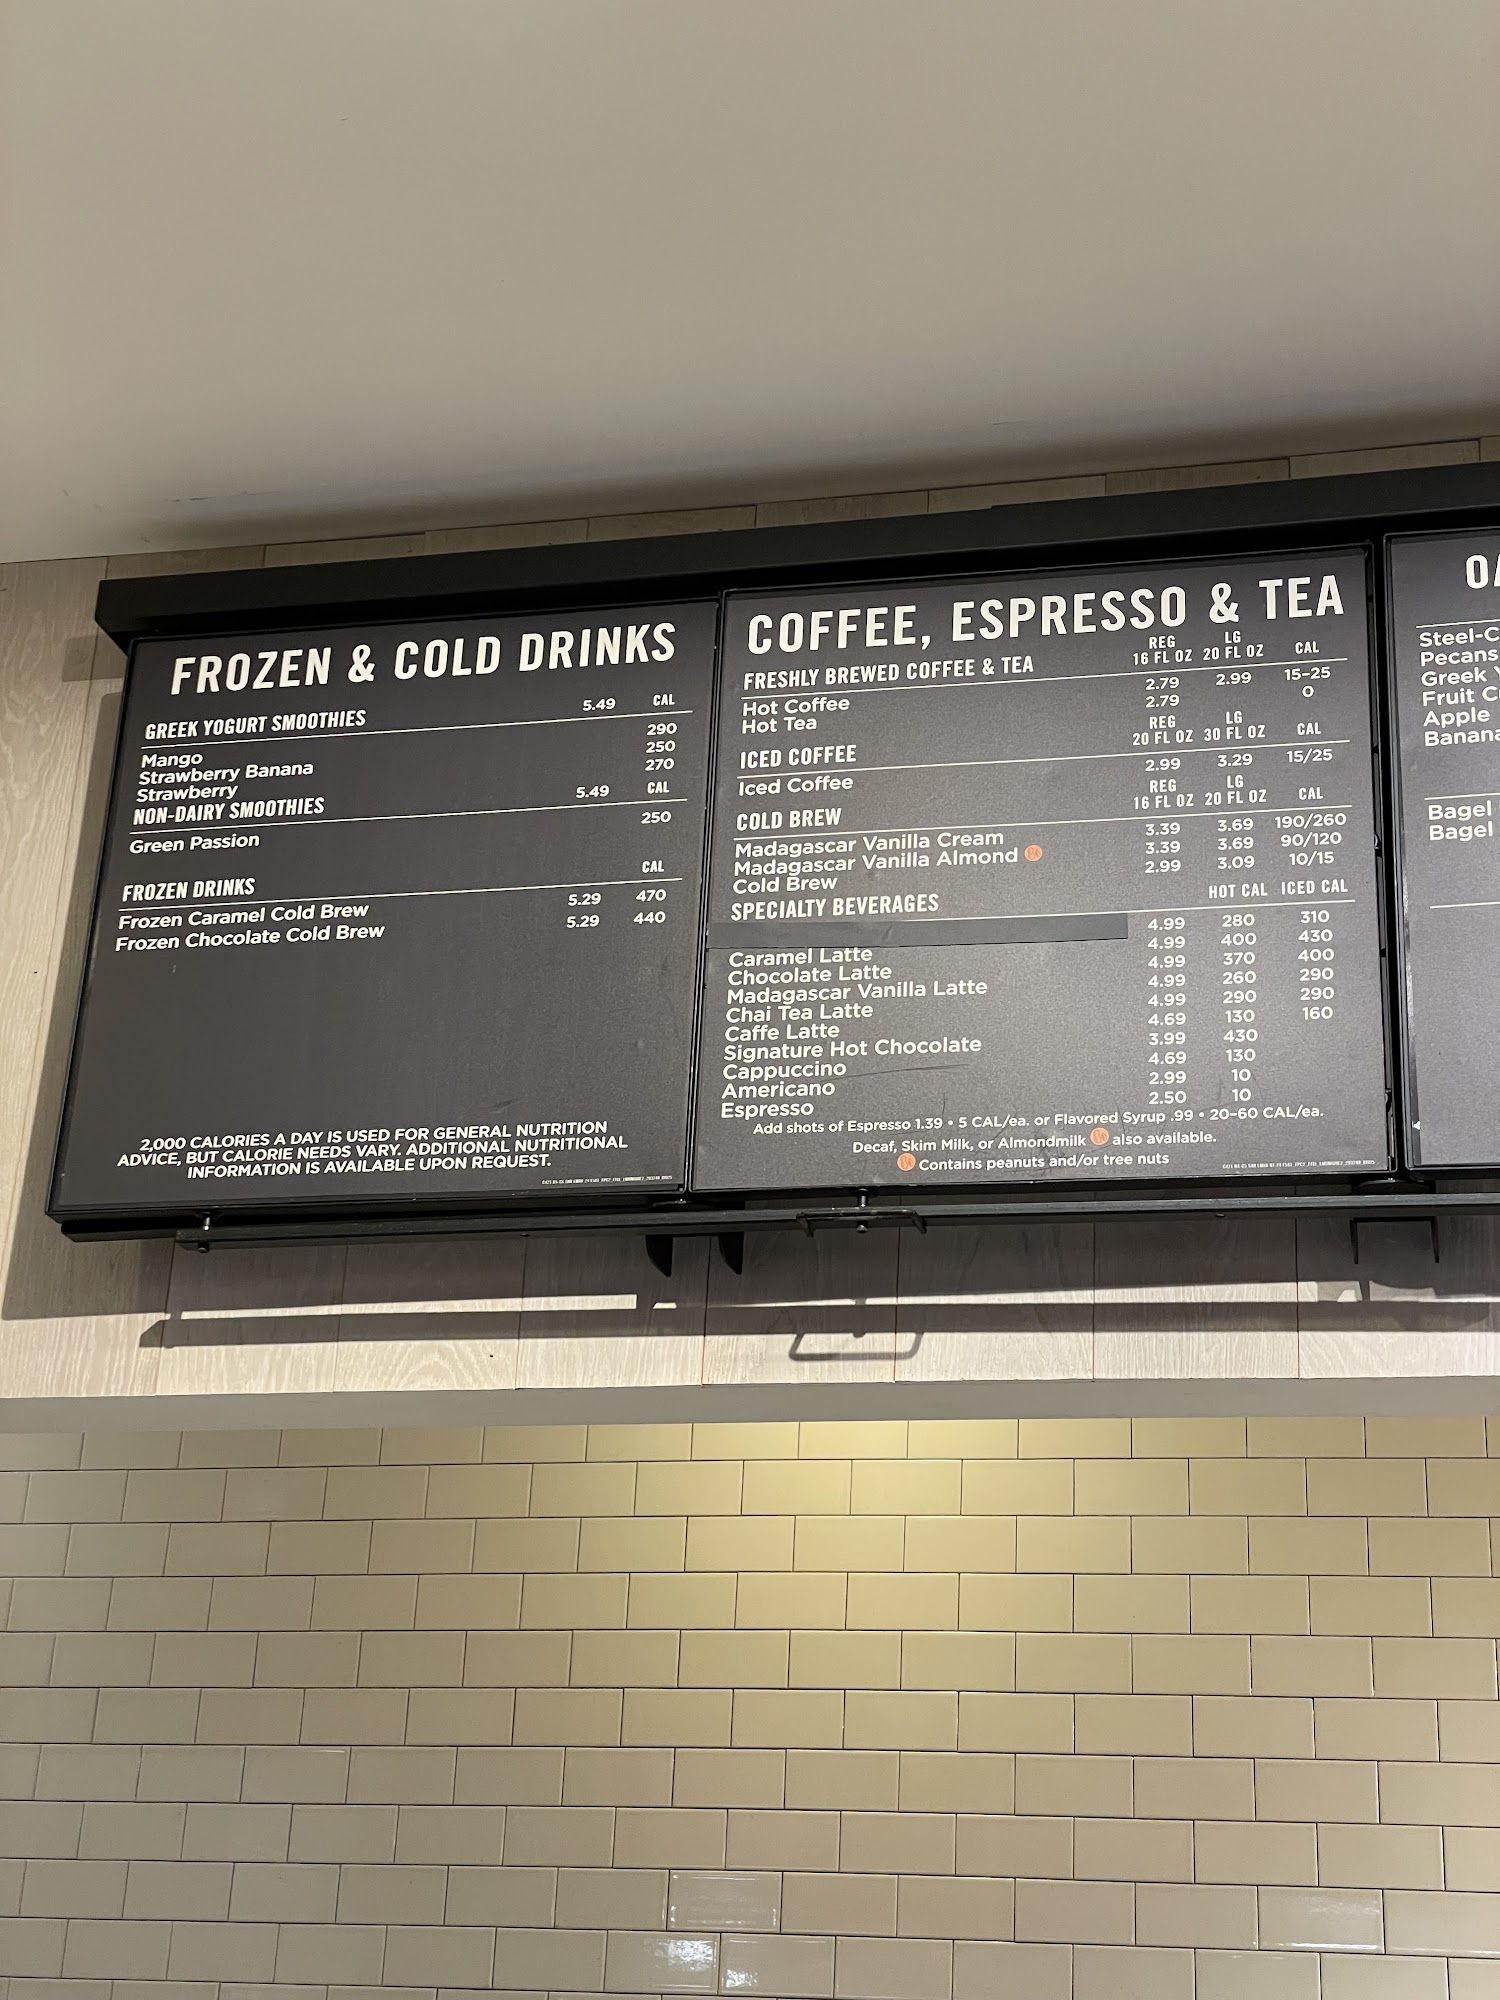 FROZEN & COLD DRINKS
GREEK YOGURT SMOOTHIES 5.49 CAL
Mango 290
Strawberry Banana 250
Strawberry 270
NON-DAIRY SMOOTHIES 5.49 CAL
Green Passion 250
FROZEN DRINKS CAL
Frozen Caramel Cold Brew 5.29 470
Frozen Chocolate Cold Brew 5.29 440
2,000 CALORIES A DAY IS USED FOR GENERAL NUTRITION
ADVICE, BUT CALORIE NEEDS VARY. ADDITIONAL NUTRITIONAL
INFORMATION IS AVAILABLE UPON REQUEST.
COFFEE, ESPRESSO & TEA
REG LG
FRESHLY BREWED COFFEE & TEA 16 FL OZ 20 FL OZ CAL
Hot Coffee 2.79 2.99 15-25
Hot Tea 2.79 0
REG LG
ICED COFFEE 20 FL OZ 30 FL OZ CAL
Iced Coffee 2.99 3.29 15/25
REG LG
COLD BREW 16 FL OZ 20 FL OZ CAL
Madagascar Vanilla Cream 3.39 3.69 190/260
Madagascar Vanilla Almond 3.39 3.69 90/120
Cold Brew 2.99 3.09 10/15
SPECIALTY BEVERAGES HOT CAL ICED CAL
4.99 280 310
Caramel Latte 4.99 400 430
Chocolate Latte 4.99 370 400
Madagascar Vanilla Latte 4.99 260 290
Chai Tea Latte 4.99 290 290
Caffe Latte 4.69 130 160
Signature Hot Chocolate 3.99 430
Cappuccino 4.69 130
Americano 2.99 10
Espresso 2.50 10
Add shots of Espresso 1.39 • 5 CAL/ea. or Flavored Syrup .99 • 20-60 CAL/ea.
Decaf, Skim Milk, or Almondmilk also available.
Contains peanuts and/or tree nuts
Steel-C
Pecans
Greek Y
Fruit C
Apple
Banana
Bagel
Bagel